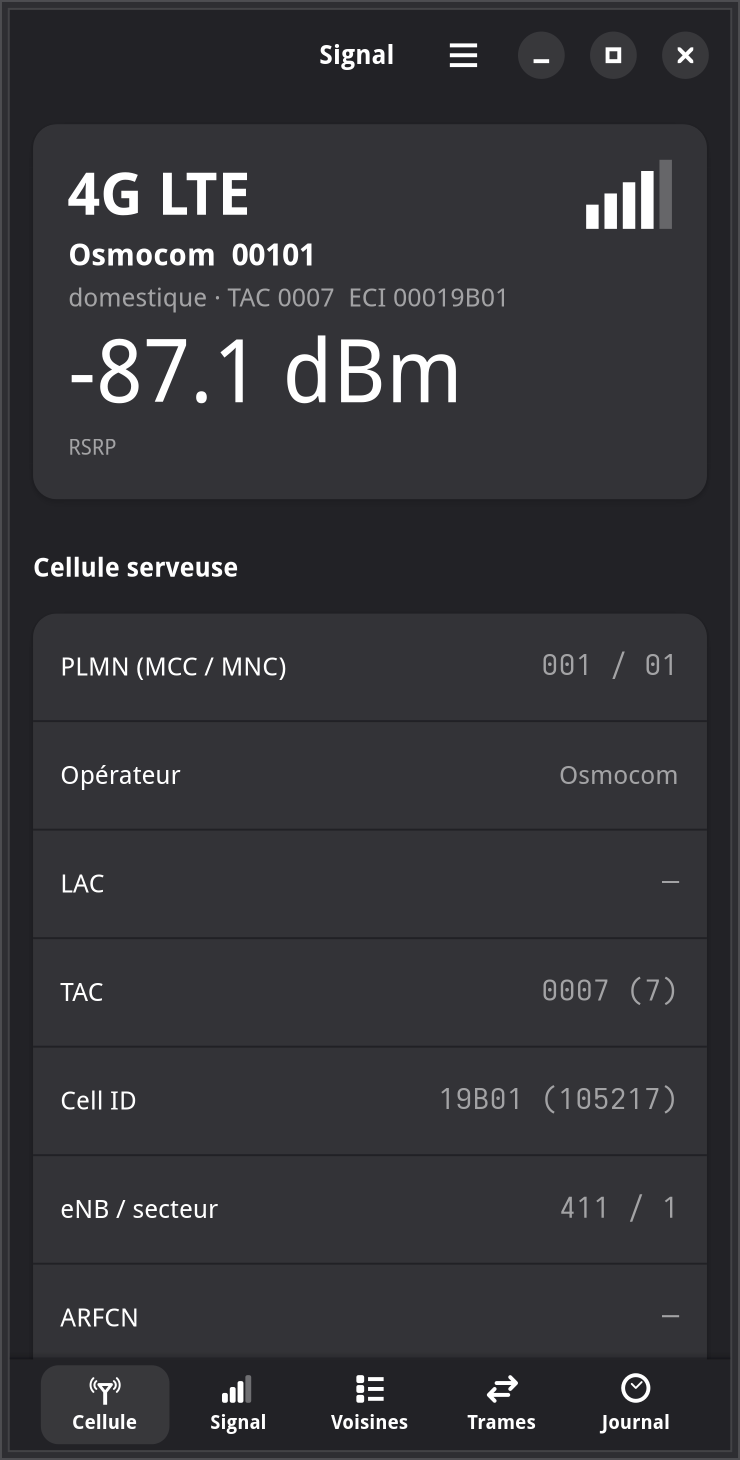 Signal
4G LTE
Osmocom 00101
domestique · TAC 0007 ECI 00019B01
-87.1 dBm
RSRP
Cellule serveuse
PLMN (MCC / MNC) 001 / 01
Opérateur Osmocom
LAC —
TAC 0007 (7)
Cell ID 19B01 (105217)
eNB / secteur 411 / 1
ARFCN —
Cellule Signal Voisines Trames Journal